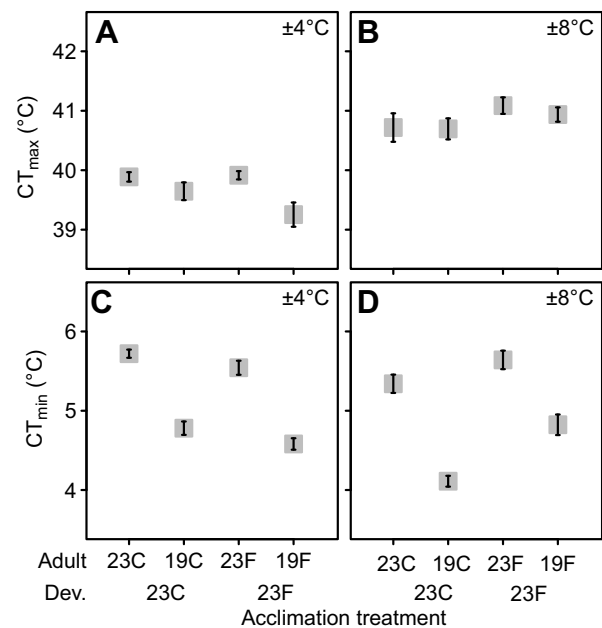 A ±4°C
B ±8°C
42
41
40
39
CTmax (°C)
C ±4°C
D ±8°C
6
5
4
CTmin (°C)
Adult 23C 19C 23F 19F 23C 19C 23F 19F
Dev. 23C 23F 23C 23F
Acclimation treatment